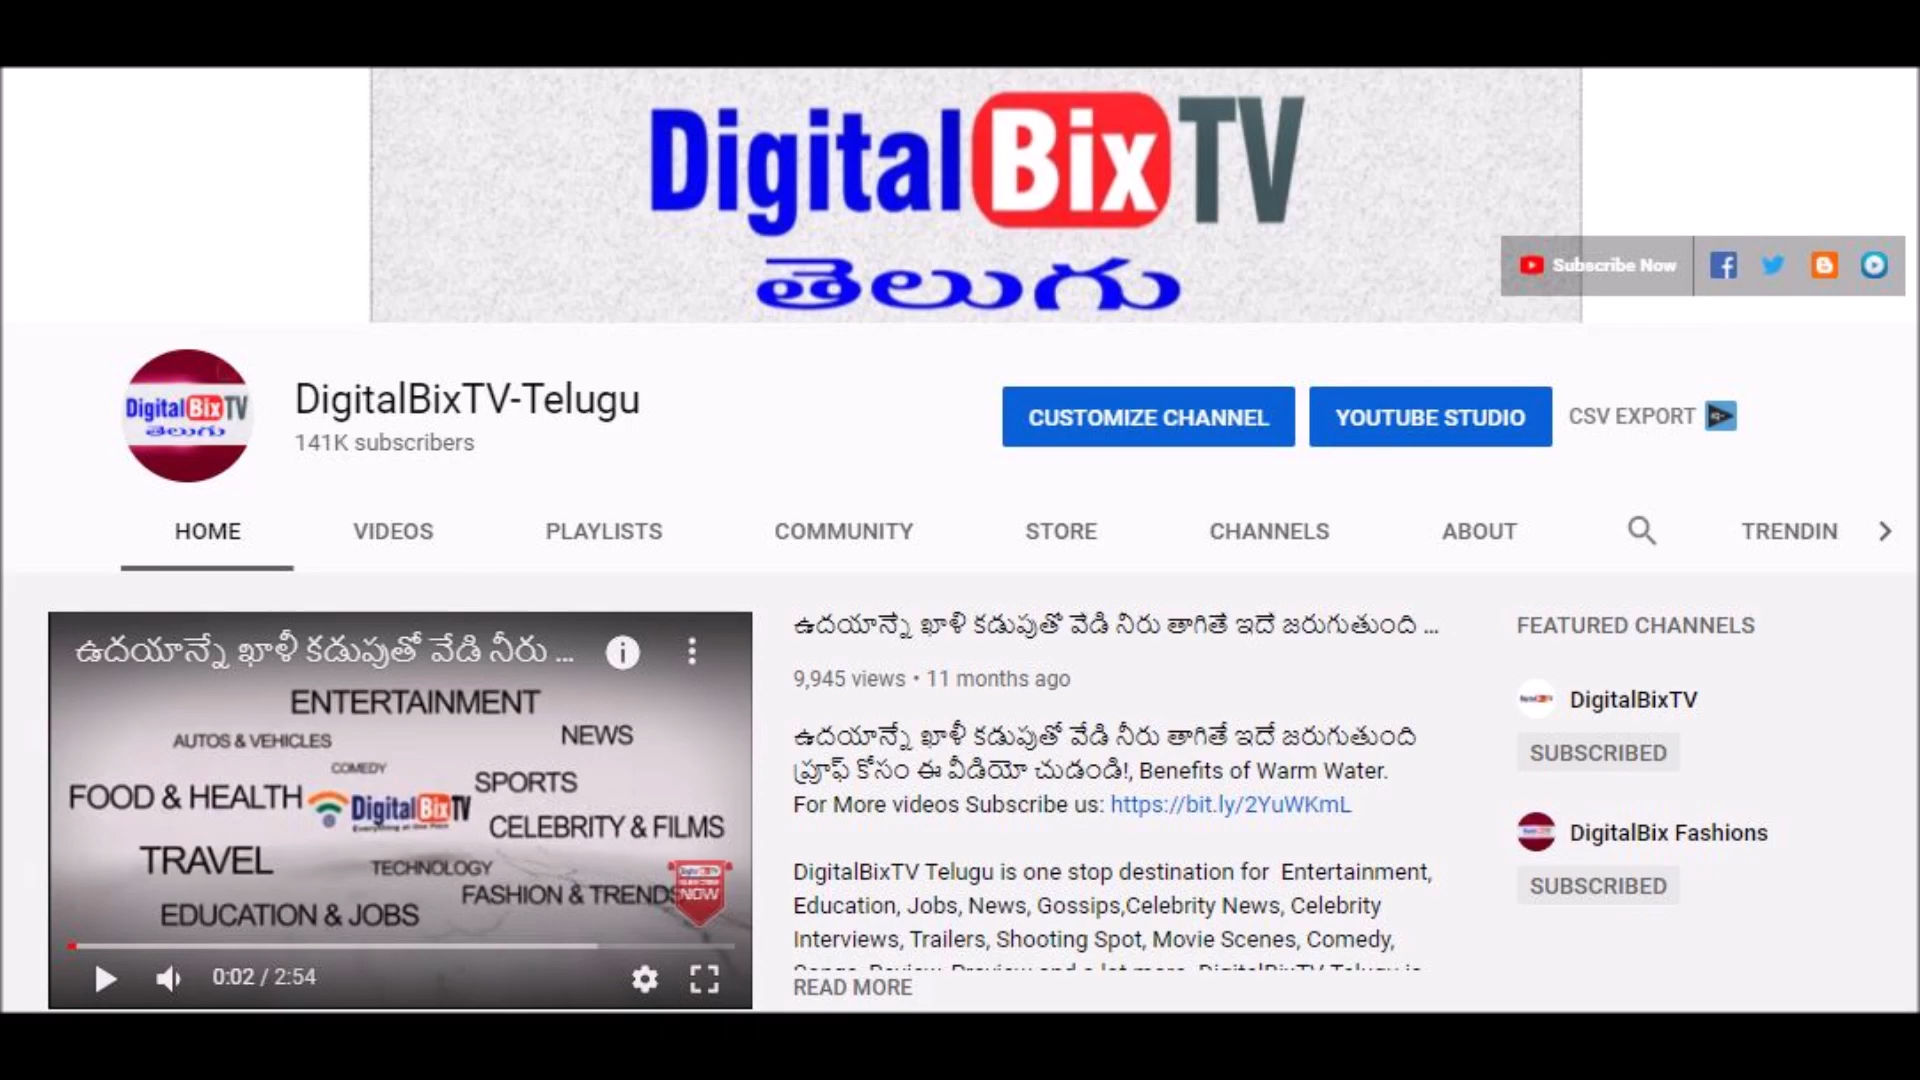 DigitalBixTV
తెలుగు
Subscribe Now
DigitalBixTV
తెలుగు
DigitalBixTV-Telugu
141K subscribers
CUSTOMIZE CHANNEL
YOUTUBE STUDIO
CSV EXPORT
HOME VIDEOS PLAYLISTS COMMUNITY STORE CHANNELS ABOUT TRENDIN
ఉదయాన్నే ఖాళీ కడుపుతో వేడి నీరు ...
ENTERTAINMENT
AUTOS & VEHICLES
NEWS
COMEDY
SPORTS
FOOD & HEALTH
DigitalBixTV
Everything at One Point
CELEBRITY & FILMS
TRAVEL
TECHNOLOGY
FASHION & TRENDS
NOW
EDUCATION & JOBS
0:02 / 2:54
ఉదయాన్నే ఖాళీ కడుపుతో వేడి నీరు తాగితే ఇదే జరుగుతుంది ...
9,945 views • 11 months ago
ఉదయాన్నే ఖాళీ కడుపుతో వేడి నీరు తాగితే ఇదే జరుగుతుంది
ప్రూఫ్ కోసం ఈ వీడియో చుడండి!, Benefits of Warm Water.
For More videos Subscribe us: https://bit.ly/2YuWKmL
DigitalBixTV Telugu is one stop destination for Entertainment,
Education, Jobs, News, Gossips,Celebrity News, Celebrity
Interviews, Trailers, Shooting Spot, Movie Scenes, Comedy,
READ MORE
FEATURED CHANNELS
DigitalBixTV
SUBSCRIBED
DigitalBix Fashions
SUBSCRIBED